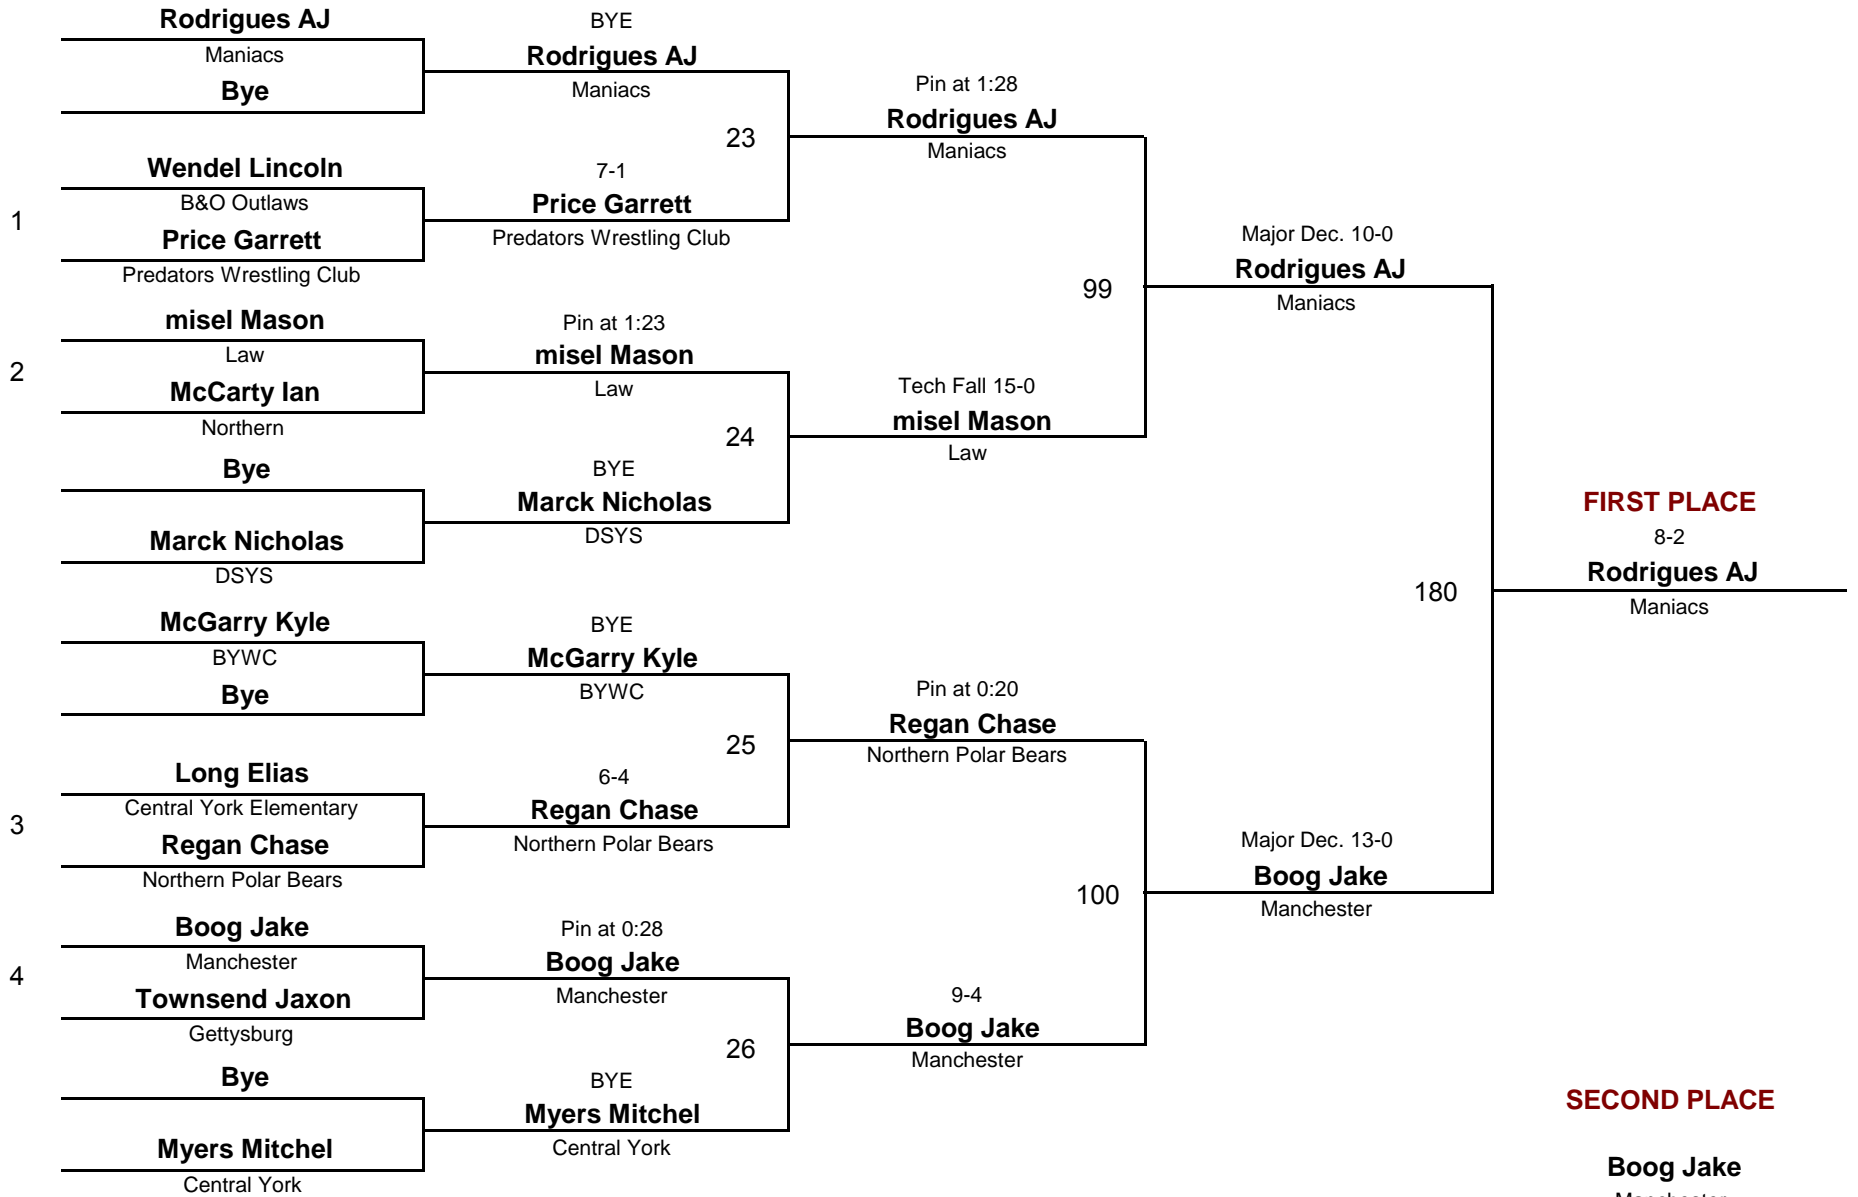 Rodrigues AJ
Maniacs
Bye
1
Wendel Lincoln
B&O Outlaws
Price Garrett
Predators Wrestling Club
2
misel Mason
Law
McCarty Ian
Northern
Bye
Marck Nicholas
DSYS
McGarry Kyle
BYWC
Bye
3
Long Elias
Central York Elementary
Regan Chase
Northern Polar Bears
4
Boog Jake
Manchester
Townsend Jaxon
Gettysburg
Bye
Myers Mitchel
Central York
BYE
Rodrigues AJ
Maniacs
23
7-1
Price Garrett
Predators Wrestling Club
Pin at 1:23
misel Mason
Law
24
BYE
Marck Nicholas
DSYS
BYE
McGarry Kyle
BYWC
25
6-4
Regan Chase
Northern Polar Bears
Pin at 0:28
Boog Jake
Manchester
26
BYE
Myers Mitchel
Central York
Pin at 1:28
Rodrigues AJ
Maniacs
99
Tech Fall 15-0
misel Mason
Law
Pin at 0:20
Regan Chase
Northern Polar Bears
100
9-4
Boog Jake
Manchester
Major Dec. 10-0
Rodrigues AJ
Maniacs
180
Major Dec. 13-0
Boog Jake
Manchester
FIRST PLACE
8-2
Rodrigues AJ
Maniacs
SECOND PLACE
Boog Jake
Manchester